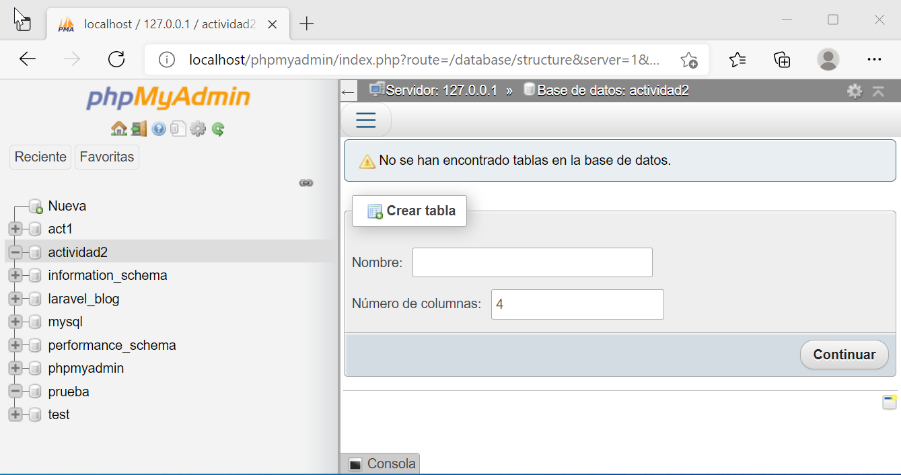 localhost / 127.0.0.1 / actividad2
localhost/phpmyadmin/index.php?route=/database/structure&server=1&...
phpMyAdmin
Reciente Favoritas
Nueva
act1
actividad2
information_schema
laravel_blog
mysql
performance_schema
phpmyadmin
prueba
test
Servidor: 127.0.0.1 » Base de datos: actividad2
No se han encontrado tablas en la base de datos.
Crear tabla
Nombre:
Número de columnas: 4
Continuar
Consola